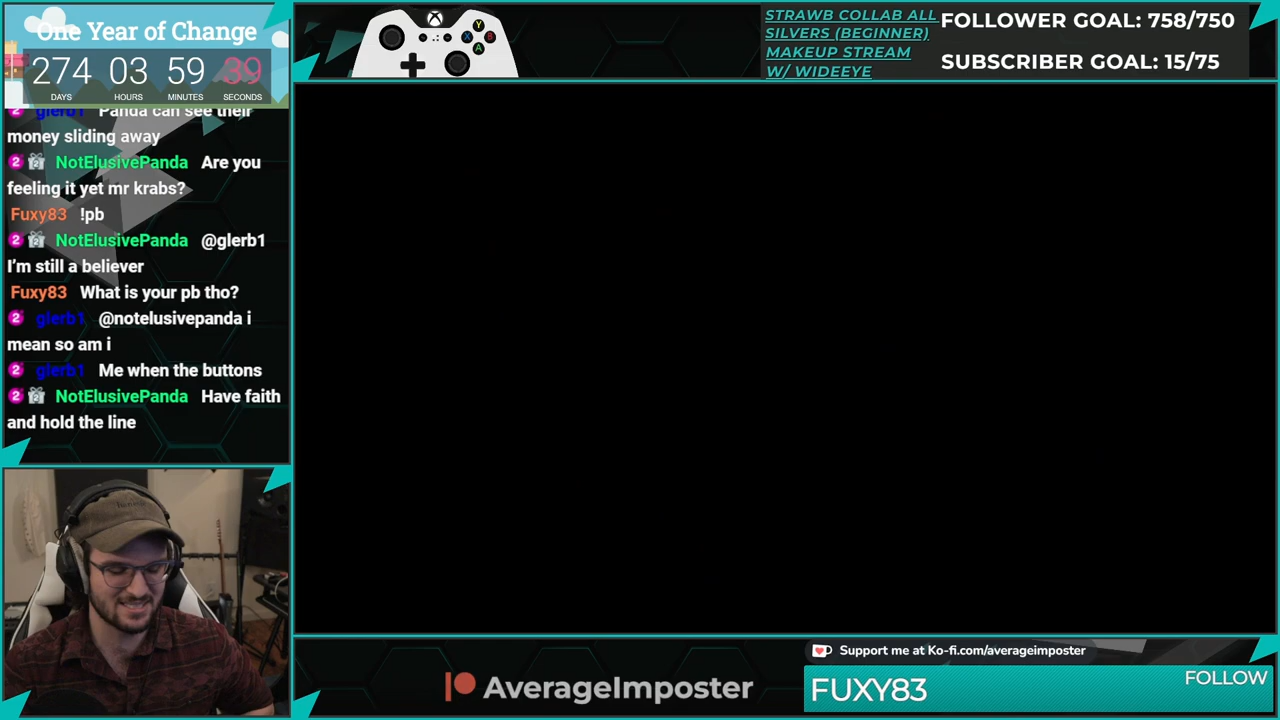 One Year of Change
274 03 59 39
DAYS HOURS MINUTES SECONDS
glerb1 Panda can see their
money sliding away
NotElusivePanda Are you
feeling it yet mr krabs?
Fuxy83 !pb
NotElusivePanda @glerb1
I'm still a believer
Fuxy83 What is your pb tho?
glerb1 @notelusivepanda i
mean so am i
glerb1 Me when the buttons
NotElusivePanda Have faith
and hold the line
STRAWB COLLAB ALL
SILVERS (BEGINNER)
MAKEUP STREAM
W/ WIDEEYE
FOLLOWER GOAL: 758/750
SUBSCRIBER GOAL: 15/75
Y
X B
A
Support me at Ko-fi.com/averageimposter
AverageImposter
FUXY83
FOLLOW